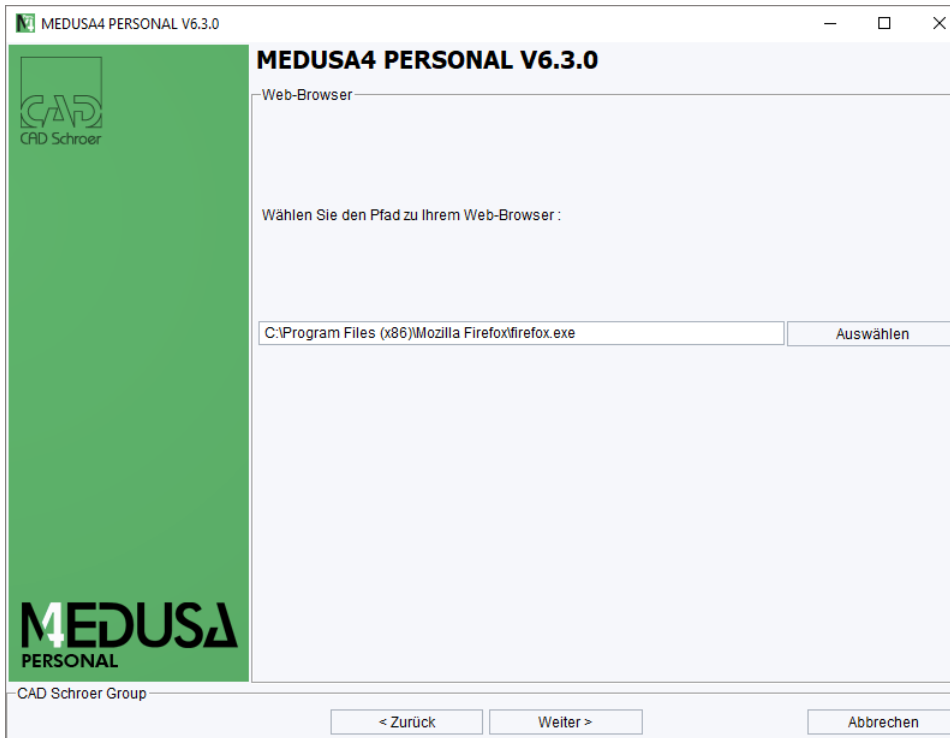 MEDUSA4 PERSONAL V6.3.0
CAD
CAD Schroer
MEDUSA4 PERSONAL V6.3.0
Web-Browser
Wählen Sie den Pfad zu Ihrem Web-Browser :
C:\Program Files (x86)\Mozilla Firefox\firefox.exe
Auswählen
M4EDUSA
PERSONAL
CAD Schroer Group
< Zurück
Weiter >
Abbrechen